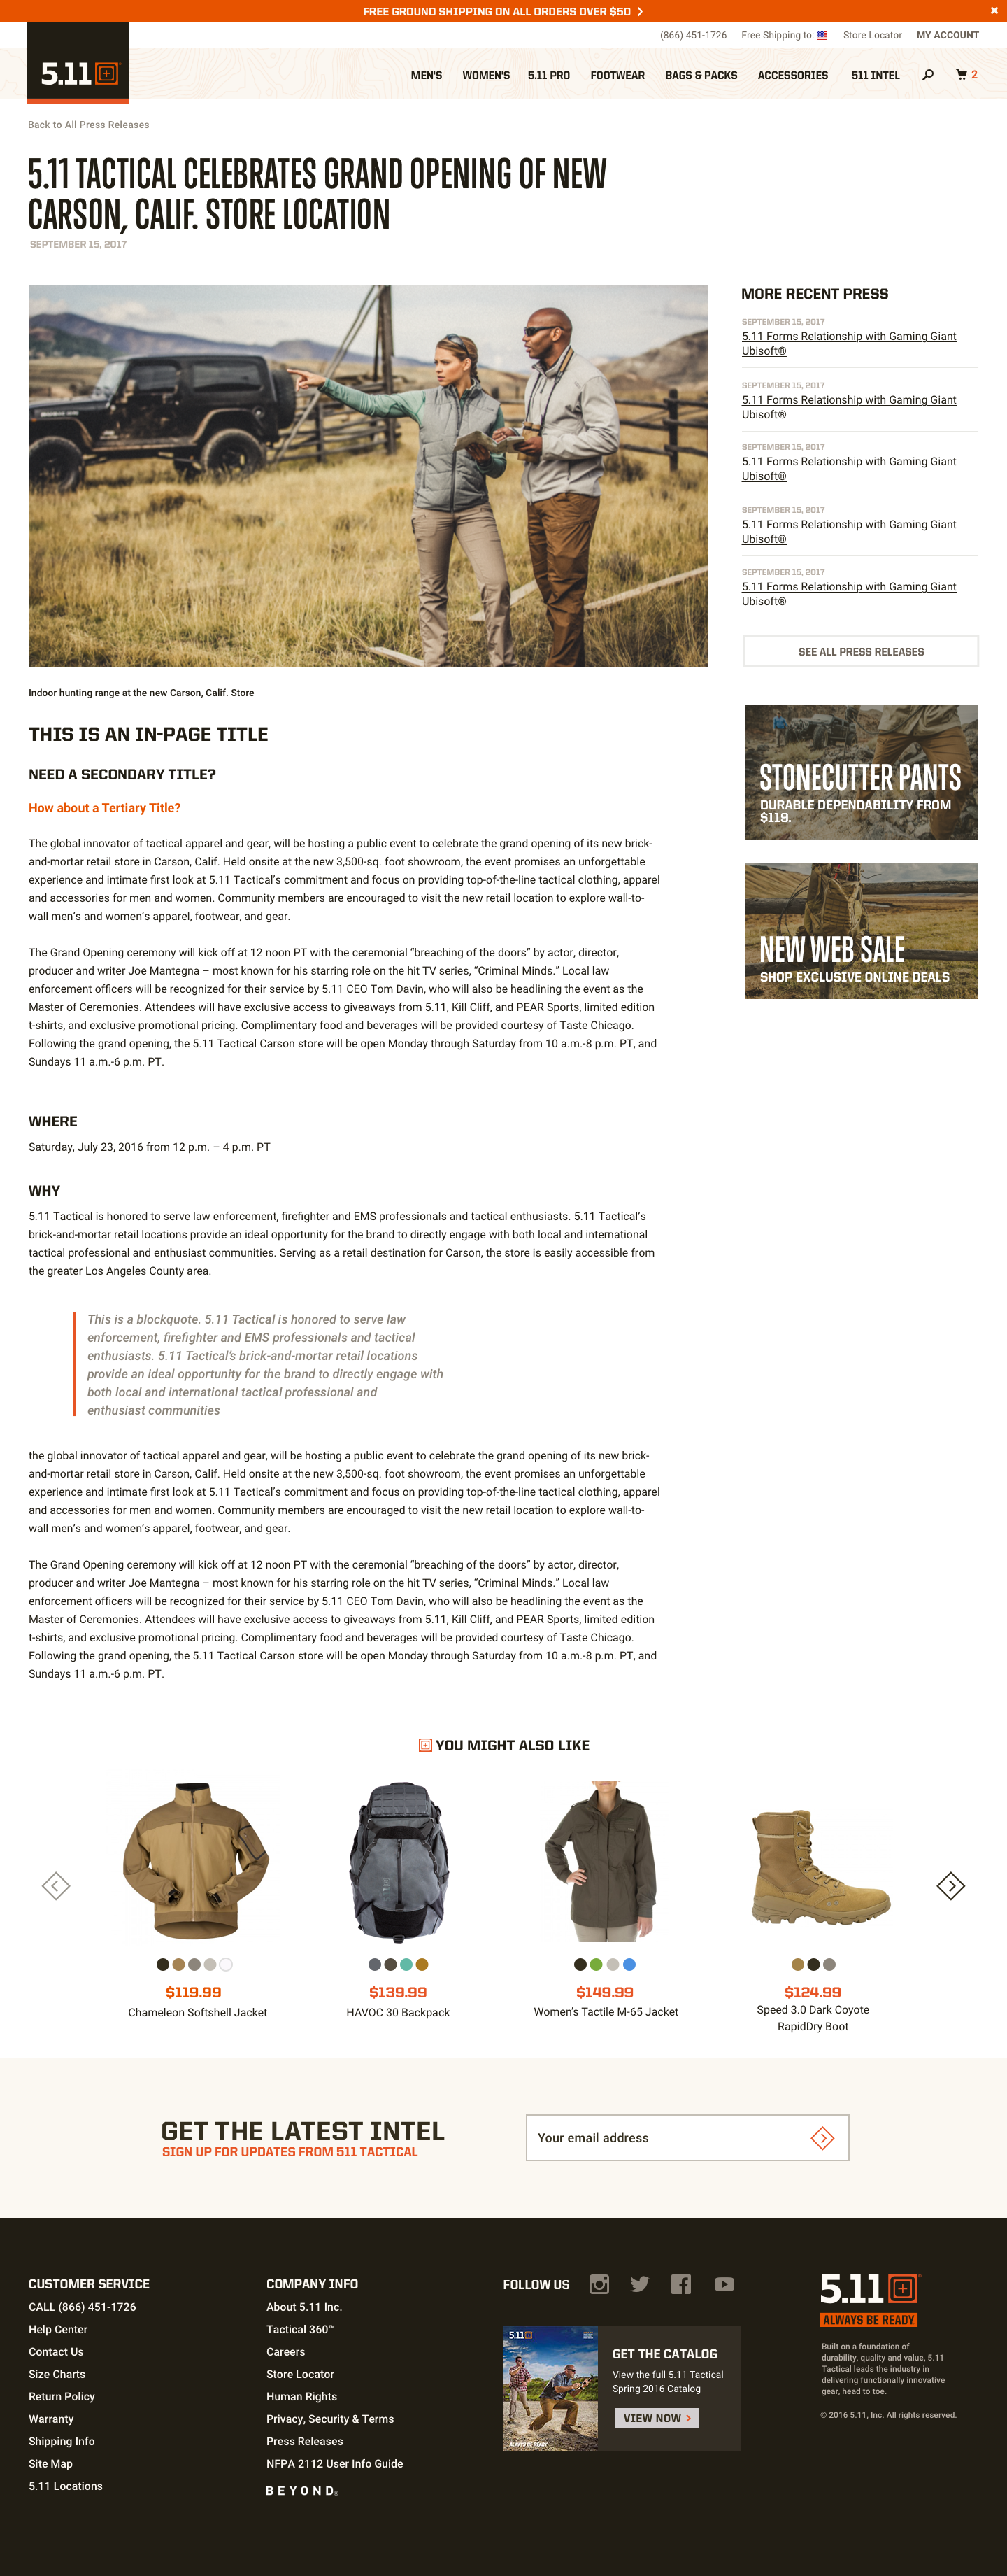 FREE GROUND SHIPPING ON ALL ORDERS OVER $50
(866) 451-1726 Free Shipping to: Store Locator MY ACCOUNT
5.11
MEN'S WOMEN'S 5.11 PRO FOOTWEAR BAGS & PACKS ACCESSORIES 511 INTEL 2
Back to All Press Releases
5.11 TACTICAL CELEBRATES GRAND OPENING OF NEW
CARSON, CALIF. STORE LOCATION
SEPTEMBER 15, 2017
Indoor hunting range at the new Carson, Calif. Store
THIS IS AN IN-PAGE TITLE
NEED A SECONDARY TITLE?
How about a Tertiary Title?
The global innovator of tactical apparel and gear, will be hosting a public event to celebrate the grand opening of its new brick-
and-mortar retail store in Carson, Calif. Held onsite at the new 3,500-sq. foot showroom, the event promises an unforgettable
experience and intimate first look at 5.11 Tactical's commitment and focus on providing top-of-the-line tactical clothing, apparel
and accessories for men and women. Community members are encouraged to visit the new retail location to explore wall-to-
wall men's and women's apparel, footwear, and gear.
The Grand Opening ceremony will kick off at 12 noon PT with the ceremonial “breaching of the doors” by actor, director,
producer and writer Joe Mantegna – most known for his starring role on the hit TV series, “Criminal Minds.” Local law
enforcement officers will be recognized for their service by 5.11 CEO Tom Davin, who will also be headlining the event as the
Master of Ceremonies. Attendees will have exclusive access to giveaways from 5.11, Kill Cliff, and PEAR Sports, limited edition
t-shirts, and exclusive promotional pricing. Complimentary food and beverages will be provided courtesy of Taste Chicago.
Following the grand opening, the 5.11 Tactical Carson store will be open Monday through Saturday from 10 a.m.-8 p.m. PT, and
Sundays 11 a.m.-6 p.m. PT.
WHERE
Saturday, July 23, 2016 from 12 p.m. – 4 p.m. PT
WHY
5.11 Tactical is honored to serve law enforcement, firefighter and EMS professionals and tactical enthusiasts. 5.11 Tactical's
brick-and-mortar retail locations provide an ideal opportunity for the brand to directly engage with both local and international
tactical professional and enthusiast communities. Serving as a retail destination for Carson, the store is easily accessible from
the greater Los Angeles County area.
This is a blockquote. 5.11 Tactical is honored to serve law
enforcement, firefighter and EMS professionals and tactical
enthusiasts. 5.11 Tactical's brick-and-mortar retail locations
provide an ideal opportunity for the brand to directly engage with
both local and international tactical professional and
enthusiast communities
the global innovator of tactical apparel and gear, will be hosting a public event to celebrate the grand opening of its new brick-
and-mortar retail store in Carson, Calif. Held onsite at the new 3,500-sq. foot showroom, the event promises an unforgettable
experience and intimate first look at 5.11 Tactical's commitment and focus on providing top-of-the-line tactical clothing, apparel
and accessories for men and women. Community members are encouraged to visit the new retail location to explore wall-to-
wall men's and women's apparel, footwear, and gear.
The Grand Opening ceremony will kick off at 12 noon PT with the ceremonial “breaching of the doors” by actor, director,
producer and writer Joe Mantegna – most known for his starring role on the hit TV series, “Criminal Minds.” Local law
enforcement officers will be recognized for their service by 5.11 CEO Tom Davin, who will also be headlining the event as the
Master of Ceremonies. Attendees will have exclusive access to giveaways from 5.11, Kill Cliff, and PEAR Sports, limited edition
t-shirts, and exclusive promotional pricing. Complimentary food and beverages will be provided courtesy of Taste Chicago.
Following the grand opening, the 5.11 Tactical Carson store will be open Monday through Saturday from 10 a.m.-8 p.m. PT, and
Sundays 11 a.m.-6 p.m. PT.
MORE RECENT PRESS
SEPTEMBER 15, 2017
5.11 Forms Relationship with Gaming Giant
Ubisoft®
SEPTEMBER 15, 2017
5.11 Forms Relationship with Gaming Giant
Ubisoft®
SEPTEMBER 15, 2017
5.11 Forms Relationship with Gaming Giant
Ubisoft®
SEPTEMBER 15, 2017
5.11 Forms Relationship with Gaming Giant
Ubisoft®
SEPTEMBER 15, 2017
5.11 Forms Relationship with Gaming Giant
Ubisoft®
SEE ALL PRESS RELEASES
STONECUTTER PANTS
DURABLE DEPENDABILITY FROM
$119.
NEW WEB SALE
SHOP EXCLUSIVE ONLINE DEALS
YOU MIGHT ALSO LIKE
$119.99
Chameleon Softshell Jacket
$139.99
HAVOC 30 Backpack
$149.99
Women's Tactile M-65 Jacket
$124.99
Speed 3.0 Dark Coyote
RapidDry Boot
GET THE LATEST INTEL
SIGN UP FOR UPDATES FROM 511 TACTICAL
Your email address
CUSTOMER SERVICE
CALL (866) 451-1726
Help Center
Contact Us
Size Charts
Return Policy
Warranty
Shipping Info
Site Map
5.11 Locations
COMPANY INFO
About 5.11 Inc.
Tactical 360™
Careers
Store Locator
Human Rights
Privacy, Security & Terms
Press Releases
NFPA 2112 User Info Guide
BEYOND®
FOLLOW US
5.11
ALWAYS BE READY
GET THE CATALOG
View the full 5.11 Tactical
Spring 2016 Catalog
VIEW NOW
5.11
ALWAYS BE READY
Built on a foundation of
durability, quality and value, 5.11
Tactical leads the industry in
delivering functionally innovative
gear, head to toe.
© 2016 5.11, Inc. All rights reserved.